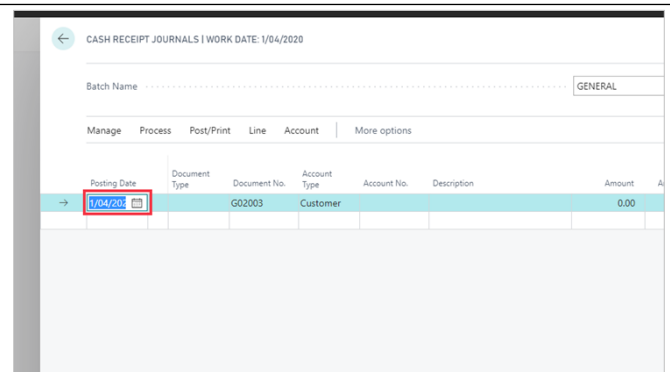 CASH RECEIPT JOURNALS | WORK DATE: 1/04/2020
Batch Name GENERAL
Manage Process Post/Print Line Account More options
Posting Date Document Type Document No. Account Type Account No. Description Amount
1/04/202 G02003 Customer 0.00